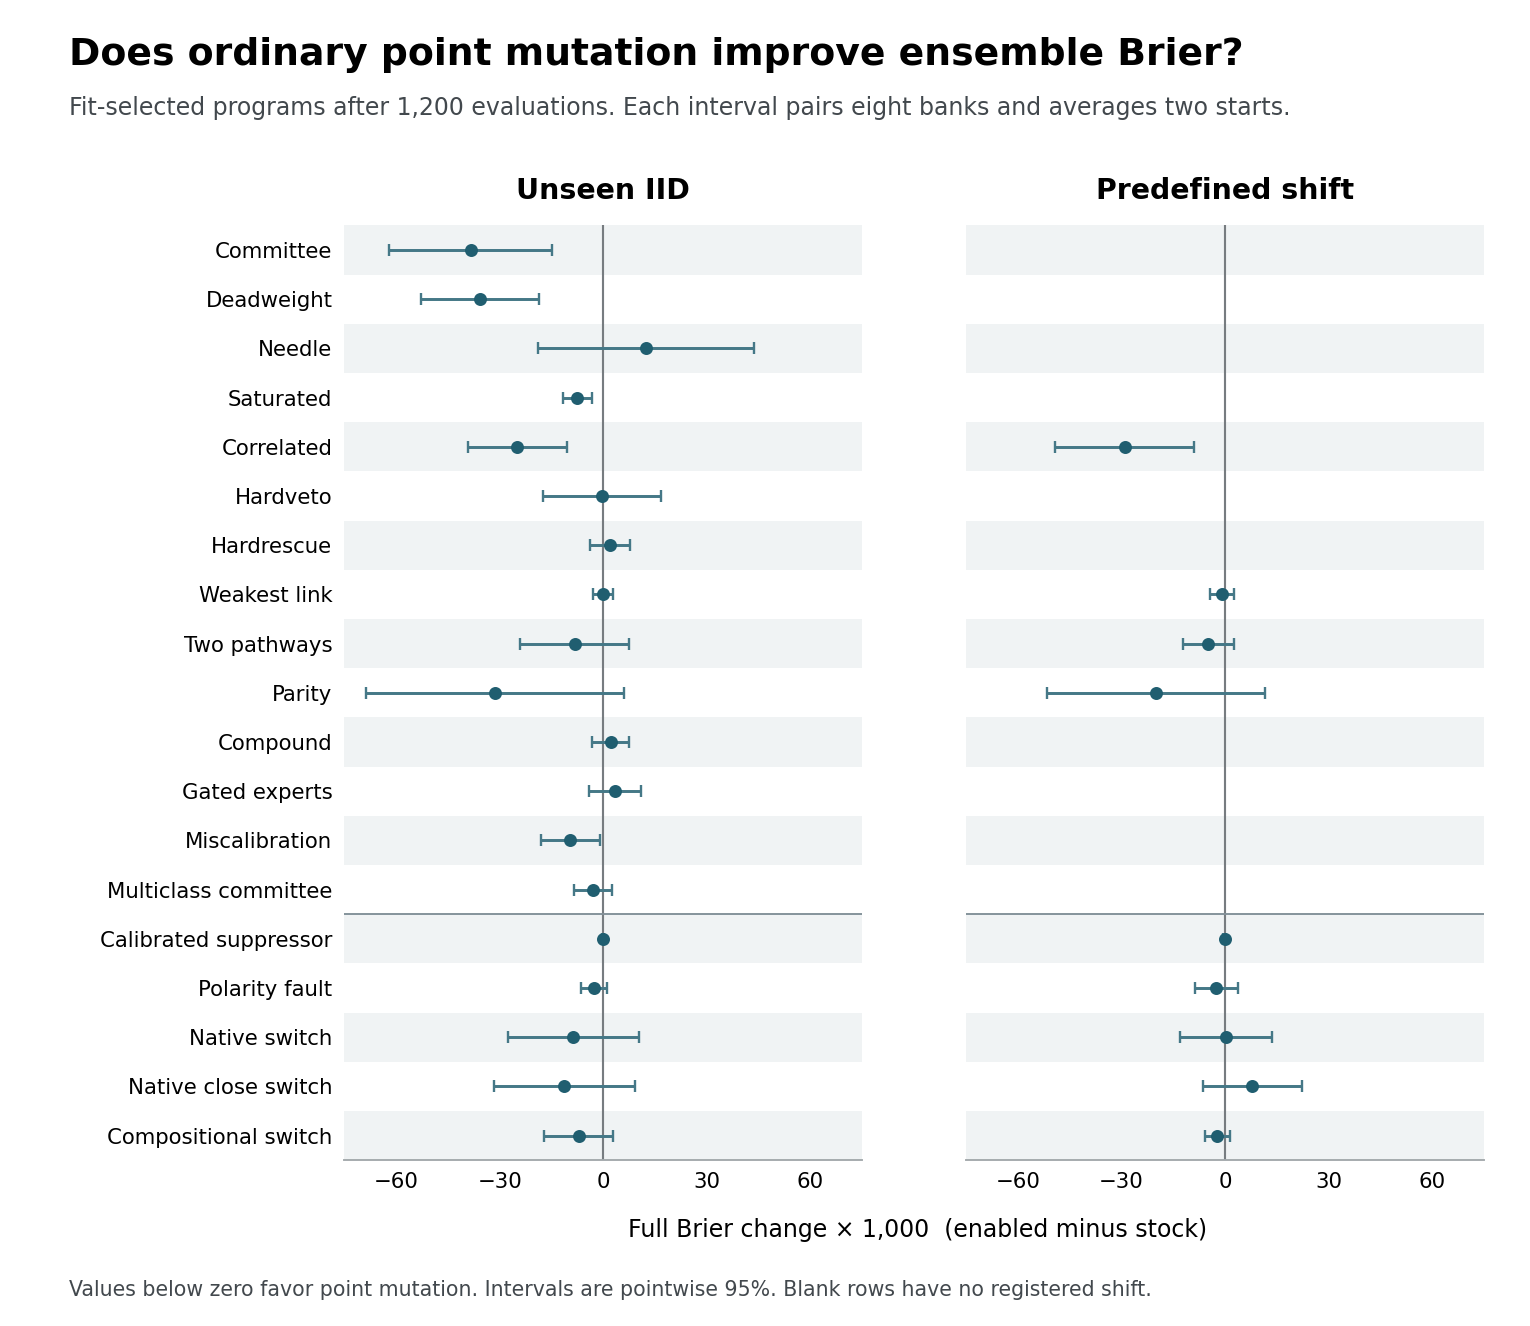 Does ordinary point mutation improve ensemble Brier?
Fit-selected programs after 1,200 evaluations. Each interval pairs eight banks and averages two starts.
Unseen IID
Predefined shift
Committee
Deadweight
Needle
Saturated
Correlated
Hardveto
Hardrescue
Weakest link
Two pathways
Parity
Compound
Gated experts
Miscalibration
Multiclass committee
Calibrated suppressor
Polarity fault
Native switch
Native close switch
Compositional switch
−60 −30 0 30 60
−60 −30 0 30 60
Full Brier change × 1,000 (enabled minus stock)
Values below zero favor point mutation. Intervals are pointwise 95%. Blank rows have no registered shift.